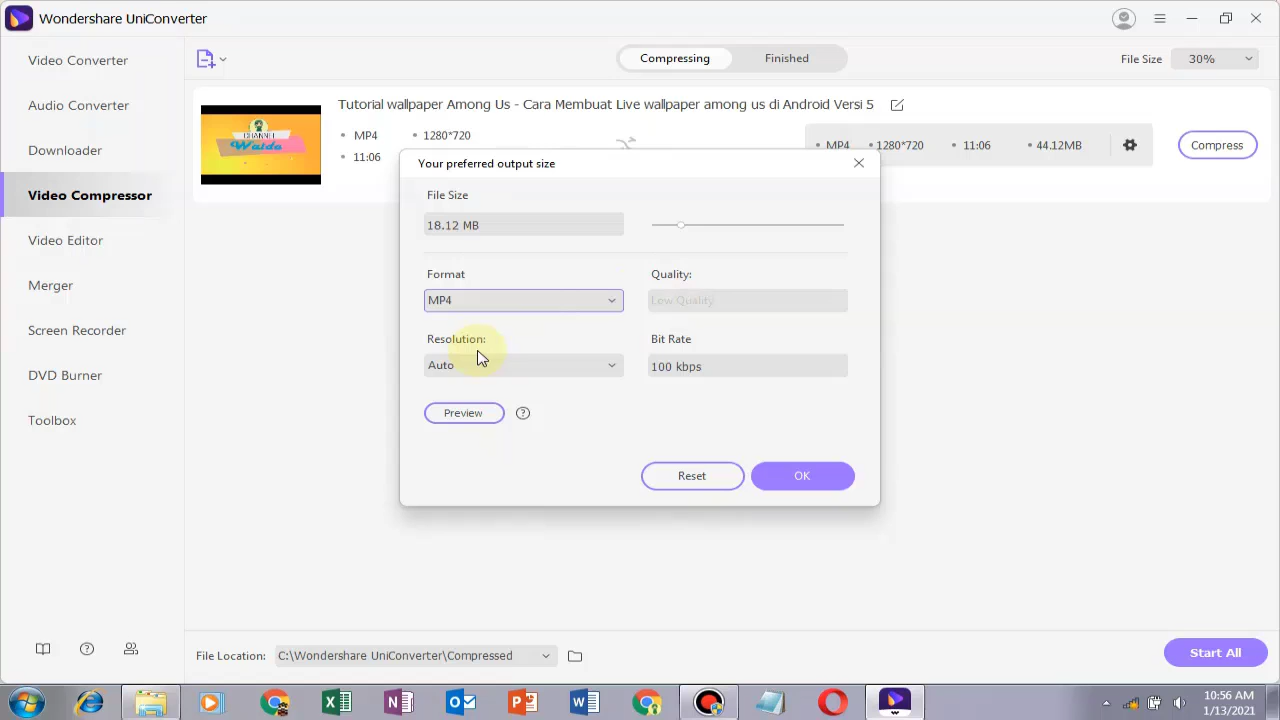 Wondershare UniConverter
Video Converter
Audio Converter
Downloader
Video Compressor
Video Editor
Merger
Screen Recorder
DVD Burner
Toolbox
Compressing
Finished
File Size
30%
CHANNEL
Waldo
Tutorial wallpaper Among Us - Cara Membuat Live wallpaper among us di Android Versi 5
MP4
1280*720
11:06
MP4
1280*720
11:06
44.12MB
Compress
Your preferred output size
File Size
18.12 MB
Format
Quality:
MP4
Low Quality
Resolution:
Bit Rate
Auto
100 kbps
Preview
Reset
OK
File Location:
C:\Wondershare UniConverter\Compressed
Start All
10:56 AM
1/13/2021